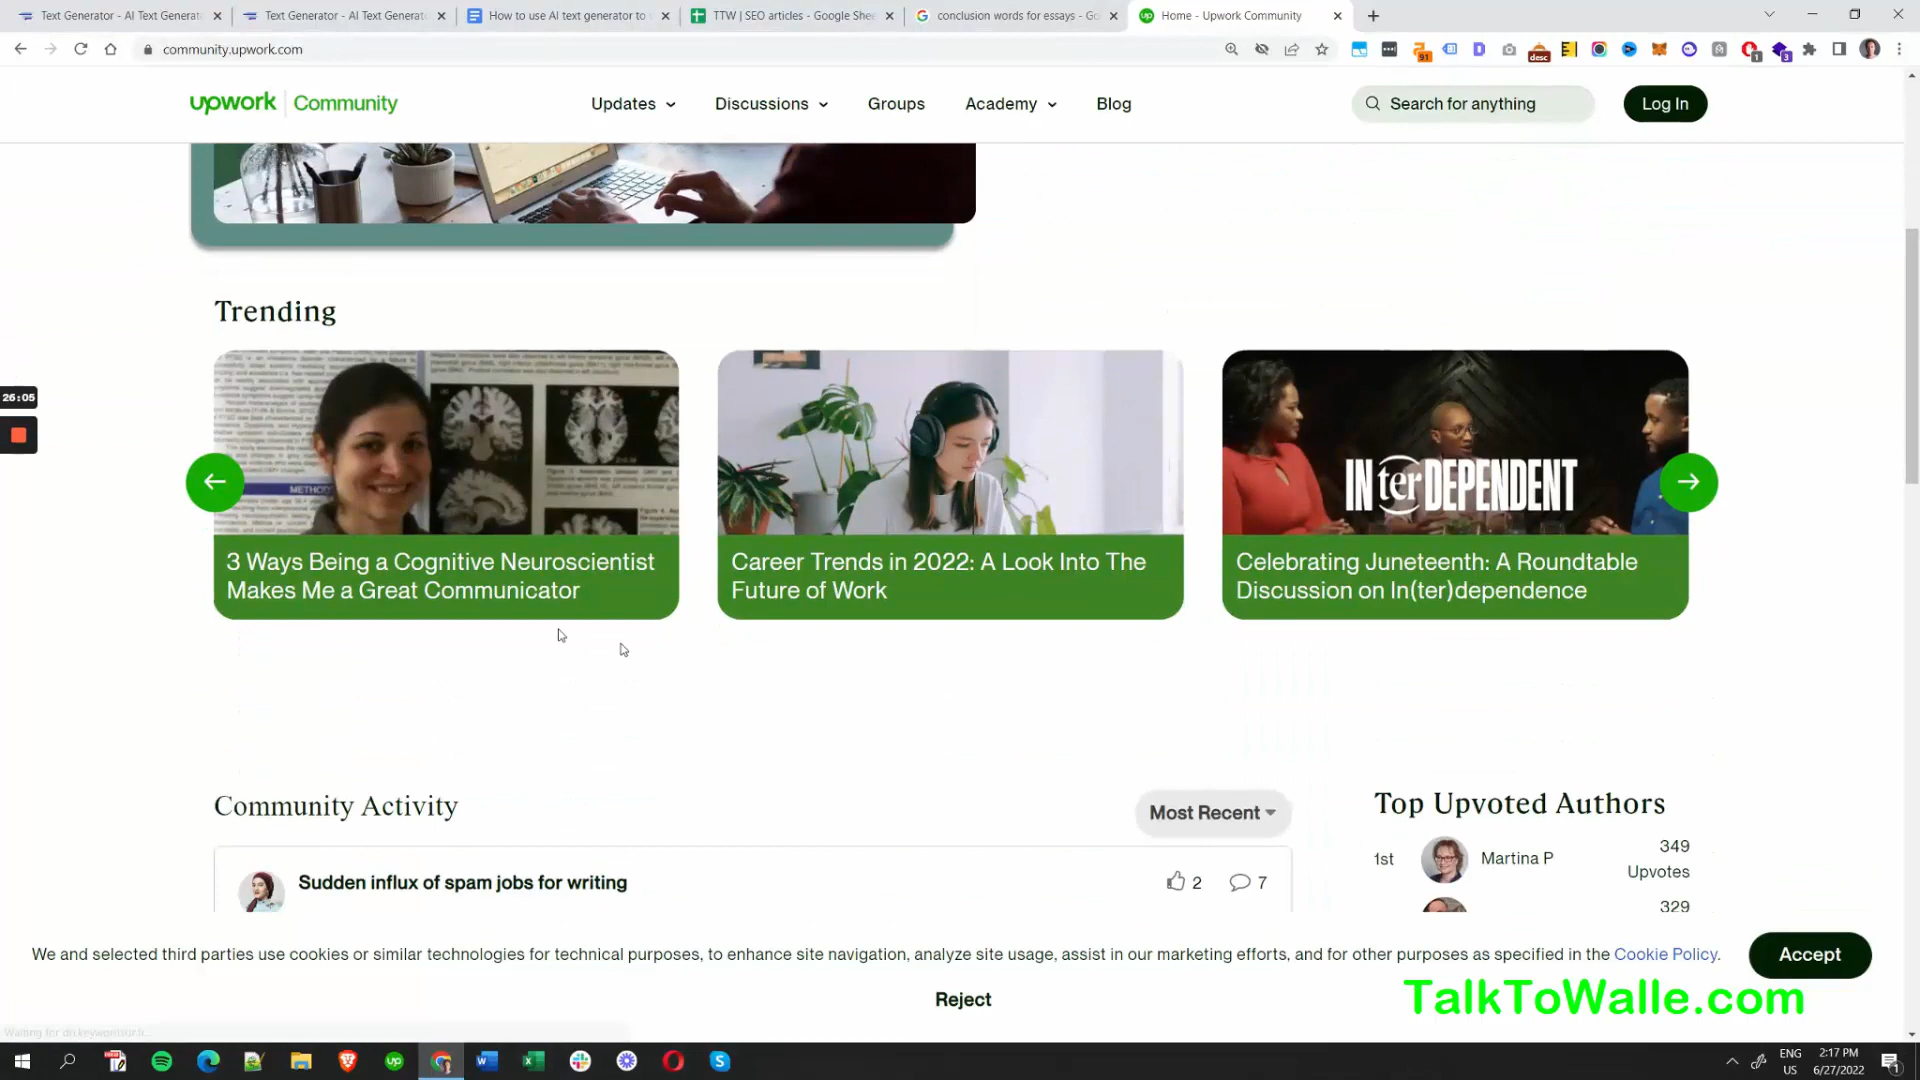 Text Generator - AI Text Generat
Text Generator - AI Text Generat
How to use AI text generator to
TTW | SEO articles - Google Shee
conclusion words for essays - Go
Home - Upwork Community
community.upwork.com
91
desc
1
3
upwork Community
Updates
Discussions
Groups
Academy
Blog
Search for anything
Log In
Trending
26:05
METHOD
IN ter DEPENDENT
3 Ways Being a Cognitive Neuroscientist
Makes Me a Great Communicator
Career Trends in 2022: A Look Into The
Future of Work
Celebrating Juneteenth: A Roundtable
Discussion on In(ter)dependence
Community Activity
Most Recent
Top Upvoted Authors
Sudden influx of spam jobs for writing
2
7
1st
Martina P
349
Upvotes
329
We and selected third parties use cookies or similar technologies for technical purposes, to enhance site navigation, analyze site usage, assist in our marketing efforts, and for other purposes as specified in the Cookie Policy.
Accept
Reject
TalkToWalle.com
ENG
US
2:17 PM
6/27/2022
1